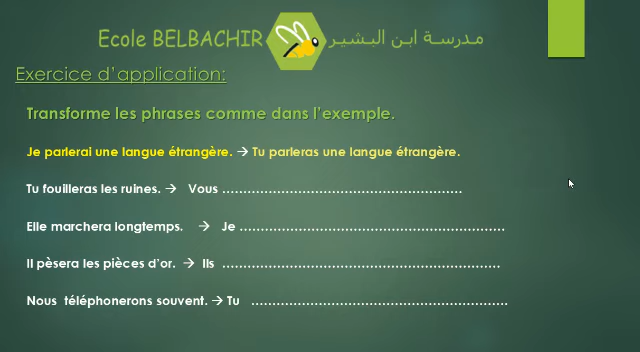 Ecole BELBACHIR مدرسة ابن البشير
Exercice d’application:
Transforme les phrases comme dans l’exemple.
Je parlerai une langue étrangère. → Tu parleras une langue étrangère.
Tu fouilleras les ruines. → Vous ……………………………………………………
Elle marchera longtemps. → Je …………………………………………………………
Il pèsera les pièces d’or. → Ils ……………………………………………………………
Nous téléphonerons souvent. → Tu ………………………………………………………